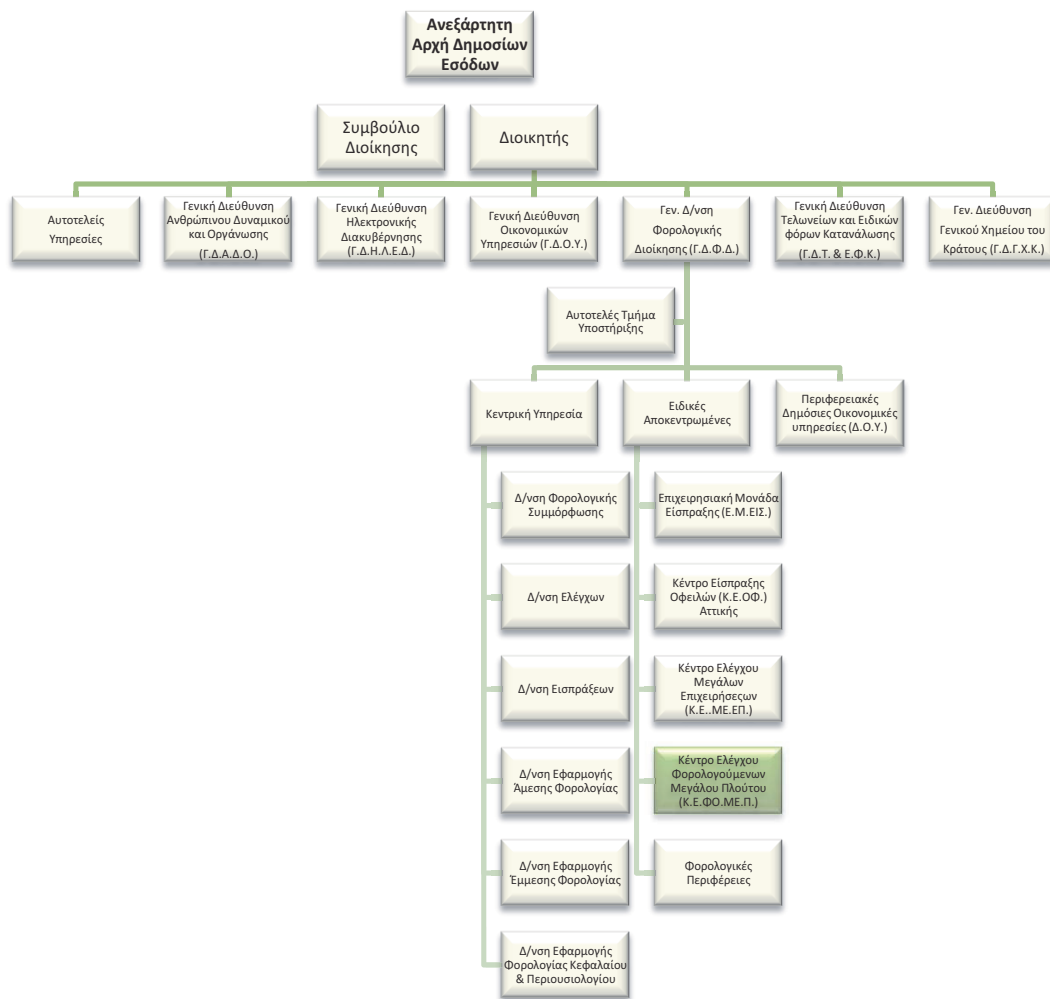 Ανεξάρτητη
Αρχή Δημοσίων
Εσόδων
Συμβούλιο
Διοίκησης
Διοικητής
Αυτοτελείς
Υπηρεσίες
Γενική Διεύθυνση
Ανθρώπινου Δυναμικού
και Οργάνωσης
(Γ.Δ.Α.Δ.Ο.)
Γενική Διεύθυνση
Ηλεκτρονικής
Διακυβέρνησης
(Γ.Δ.Η.Λ.Ε.Δ.)
Γενική Διεύθυνση
Οικονομικών
Υπηρεσιών (Γ.Δ.Ο.Υ.)
Γεν. Δ/νση
Φορολογικής
Διοίκησης (Γ.Δ.Φ.Δ.)
Γενική Διεύθυνση
Τελωνείων και Ειδικών
φόρων Κατανάλωσης
(Γ.Δ.Τ. & Ε.Φ.Κ.)
Γεν. Διεύθυνση
Γενικού Χημείου του
Κράτους (Γ.Δ.Γ.Χ.Κ.)
Αυτοτελές Τμήμα
Υποστήριξης
Κεντρική Υπηρεσία
Ειδικές
Αποκεντρωμένες
Περιφερειακές
Δημόσιες Οικονομικές
υπηρεσίες (Δ.Ο.Υ.)
Δ/νση Φορολογικής
Συμμόρφωσης
Δ/νση Ελέγχων
Δ/νση Εισπράξεων
Δ/νση Εφαρμογής
Άμεσης Φορολογίας
Δ/νση Εφαρμογής
Έμμεσης Φορολογίας
Δ/νση Εφαρμογής
Φορολογίας Κεφαλαίου
& Περιουσιολογίου
Επιχειρησιακή Μονάδα
Είσπραξης (Ε.Μ.ΕΙΣ.)
Κέντρο Είσπραξης
Οφειλών (Κ.Ε.ΟΦ.)
Αττικής
Κέντρο Ελέγχου
Μεγάλων
Επιχειρήσεςων
(Κ.Ε..ΜΕ.ΕΠ.)
Κέντρο Ελέγχου
Φορολογούμενων
Μεγάλου Πλούτου
(Κ.Ε.ΦΟ.ΜΕ.Π.)
Φορολογικές
Περιφέρειες